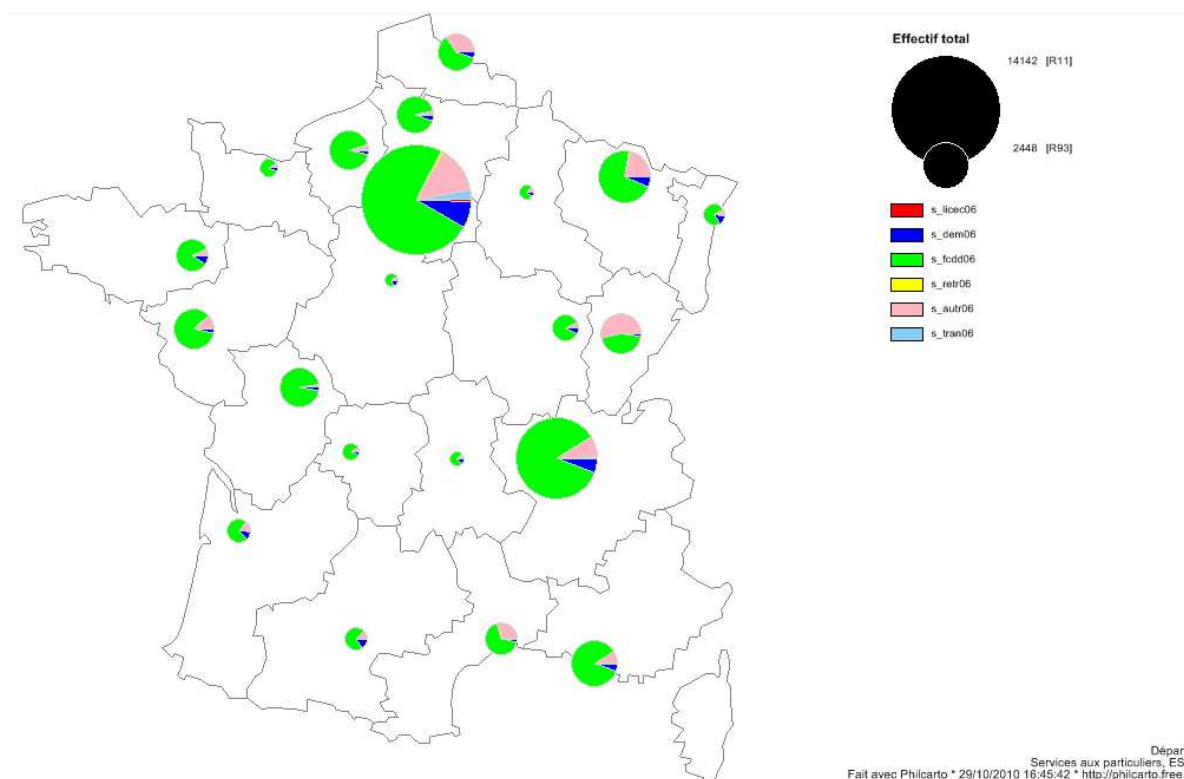 Effectif total
14142 [R11]
2448 [R93]
s_licec06
s_dem06
s_fcdd06
s_retr06
s_autr06
s_tran06
Dépar
Services aux particuliers, ES
Fait avec Philcarto * 29/10/2010 16:45:42 * http://philcarto.free